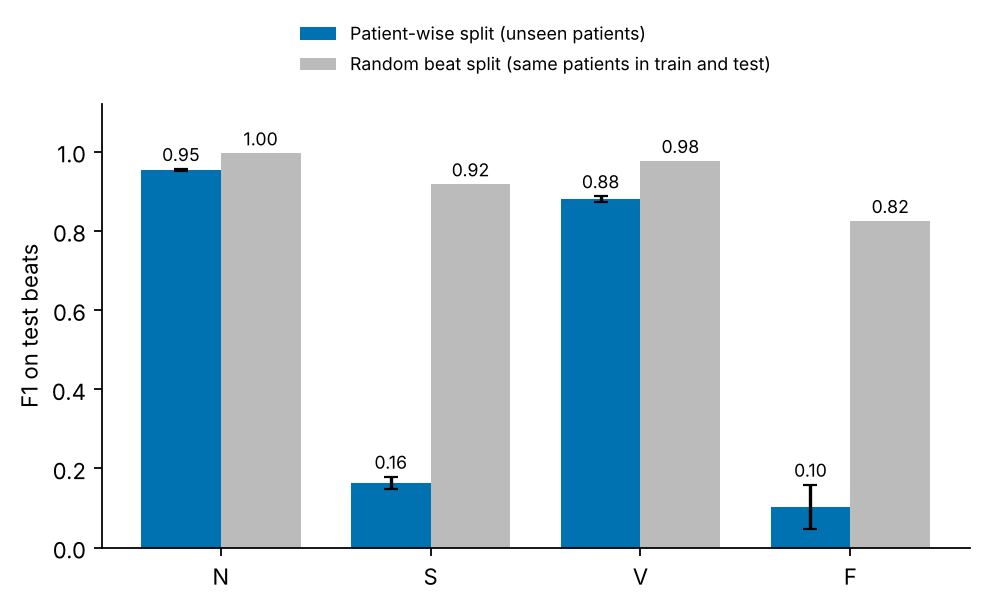 Patient-wise split (unseen patients)
Random beat split (same patients in train and test)
F1 on test beats
1.0
0.8
0.6
0.4
0.2
0.0
0.95
1.00
0.16
0.92
0.88
0.98
0.10
0.82
N
S
V
F